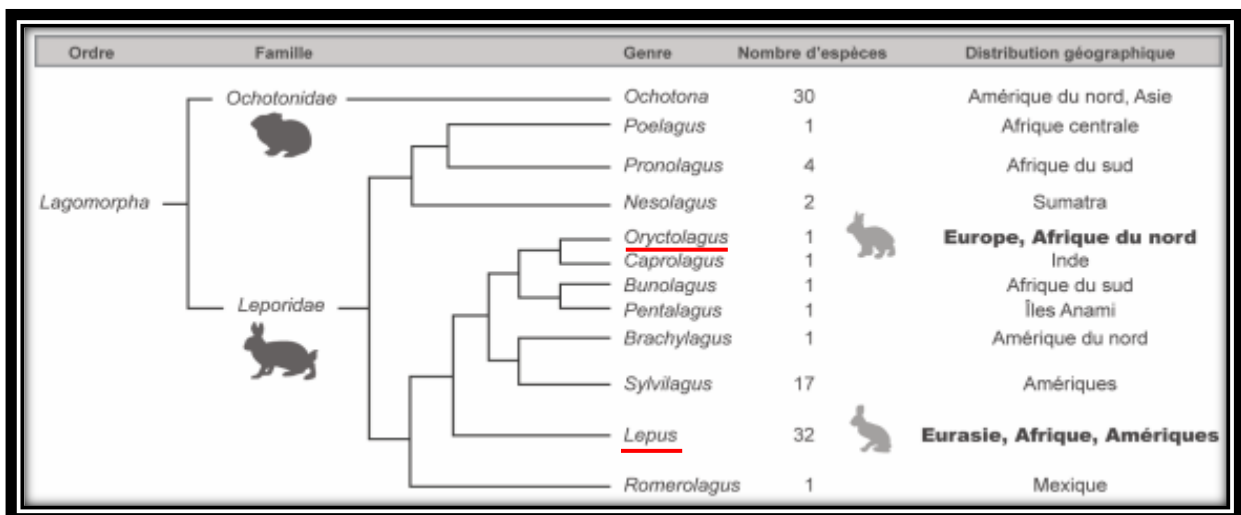 Ordre Famille Genre Nombre d'espèces Distribution géographique
Ochotonidae Ochotona 30 Amérique du nord, Asie
Poelagus 1 Afrique centrale
Pronolagus 4 Afrique du sud
Lagomorpha Nesolagus 2 Sumatra
Oryctolagus 1 Europe, Afrique du nord
Caprolagus 1 Inde
Bunolagus 1 Afrique du sud
Leporidae Pentalagus 1 Îles Anami
Brachylagus 1 Amérique du nord
Sylvilagus 17 Amériques
Lepus 32 Eurasie, Afrique, Amériques
Romerolagus 1 Mexique